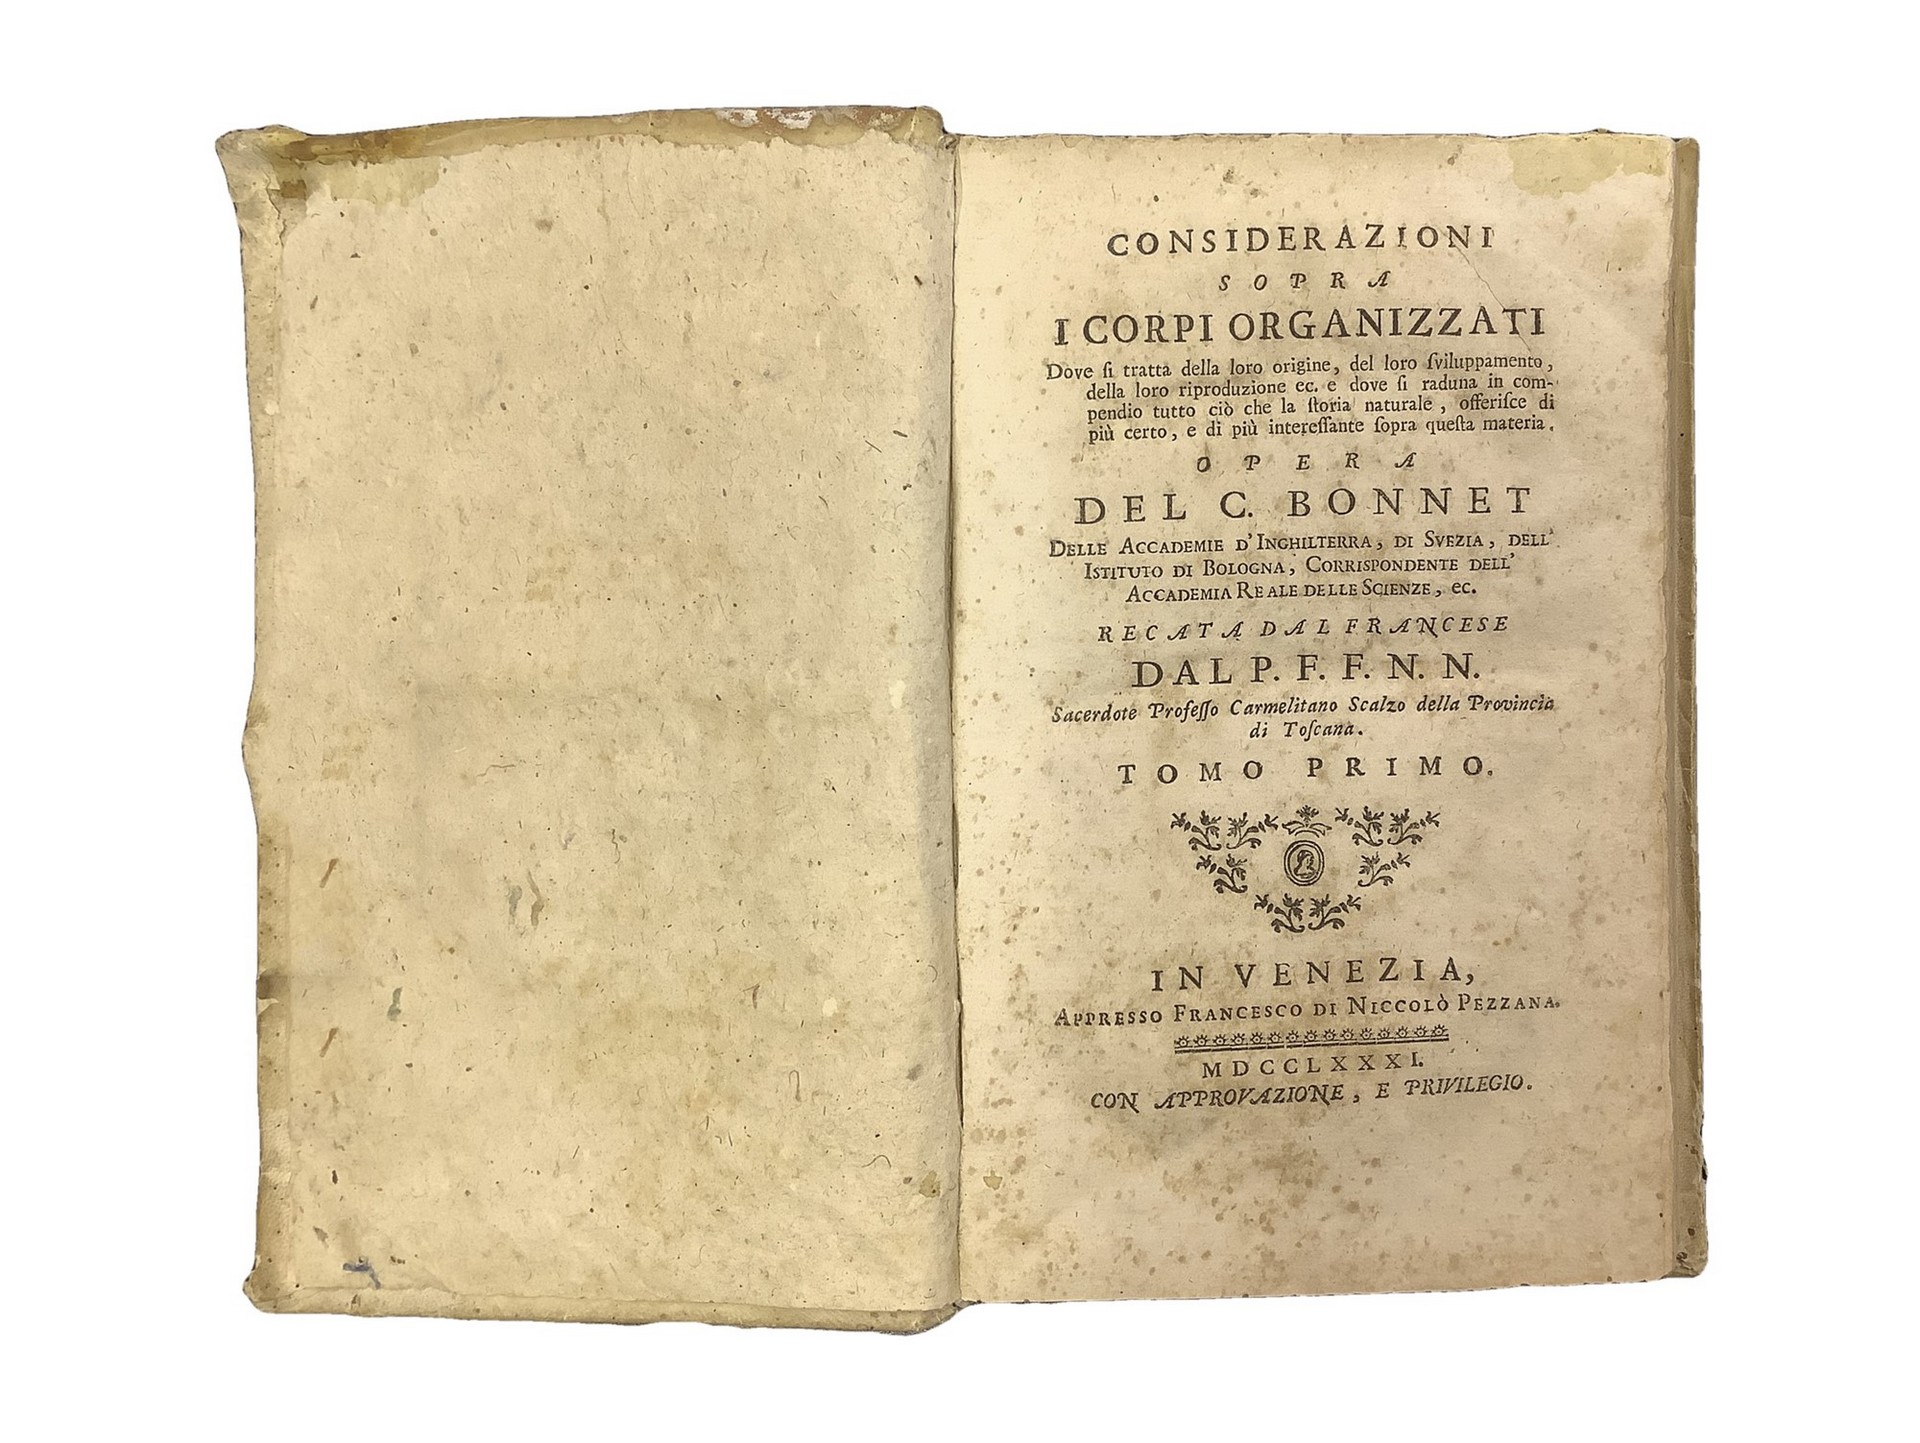 CONSIDERAZIONI
SOPRA
I CORPI ORGANIZZATI
Dove ſi tratta della loro origine, del loro ſviluppamento,
della loro riproduzione ec. e dove ſi raduna in com-
pendio tutto ciò che la ſtoria naturale, offeriſce di
più certo, e di più intereſſante ſopra queſta materia.
OPERA
DEL C. BONNET
DELLE ACCADEMIE D'INGHILTERRA, DI SVEZIA, DELL'
ISTITUTO DI BOLOGNA, CORRISPONDENTE DELL'
ACCADEMIA REALE DELLE SCIENZE, ec.
RECATA DAL FRANCESE
DAL P. F. F. N. N.
Sacerdote Profeſſo Carmelitano Scalzo della Provincia
di Toſcana.
TOMO PRIMO.
IN VENEZIA,
APPRESSO FRANCESCO DI NICCOLÒ PEZZANA.
MDCCLXXXI.
CON APPROVAZIONE, E PRIVILEGIO.